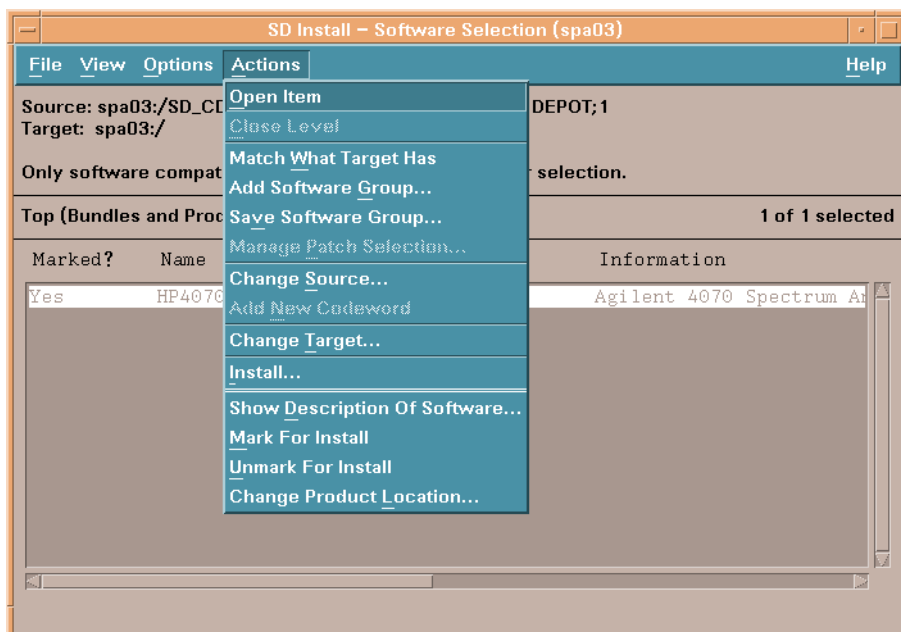 SD Install – Software Selection (spa03)
File View Options Actions Help
Open Item
Close Level
Match What Target Has
Add Software Group...
Save Software Group...
Manage Patch Selection...
Change Source...
Add New Codeword
Change Target...
Install...
Show Description Of Software...
Mark For Install
Unmark For Install
Change Product Location...
Source: spa03:/SD_CD DEPOT;1
Target: spa03:/
Only software compat selection.
Top (Bundles and Prod 1 of 1 selected
Marked? Name Information
Yes HP4070 Agilent 4070 Spectrum